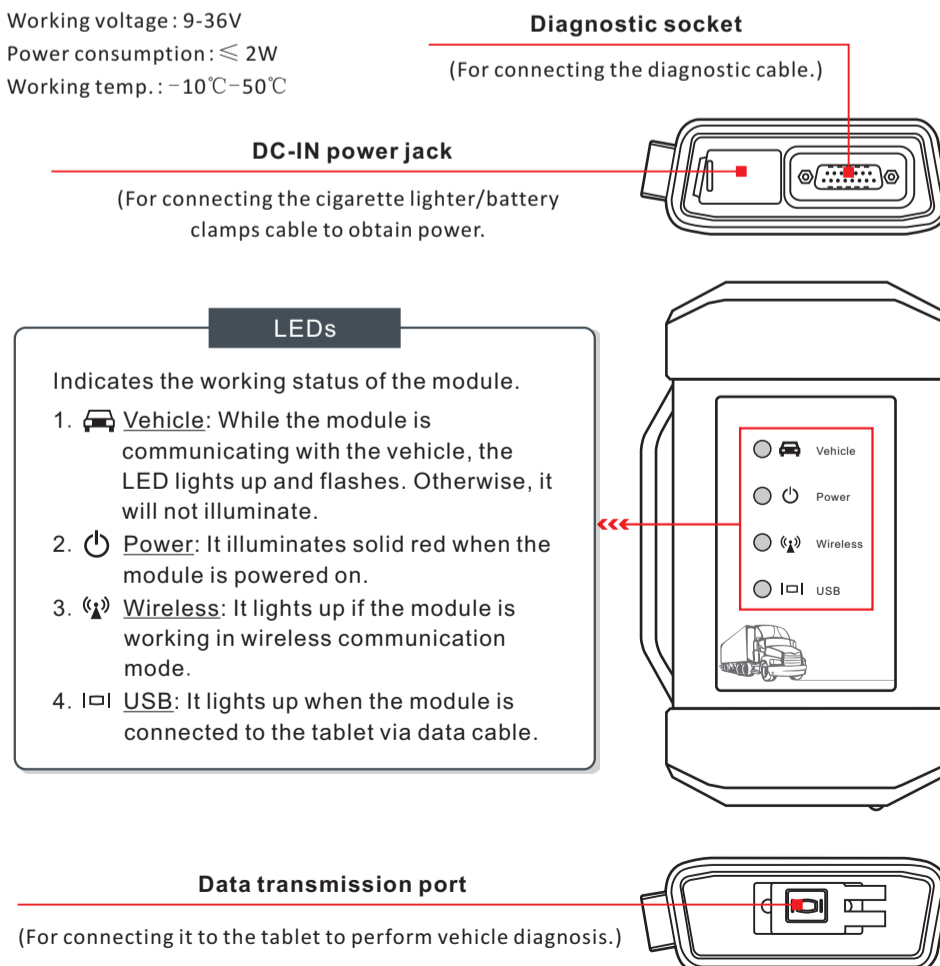 Working voltage: 9-36V
Power consumption: ≤ 2W
Working temp.: -10℃-50℃
Diagnostic socket
(For connecting the diagnostic cable.)
DC-IN power jack
(For connecting the cigarette lighter/battery
clamps cable to obtain power.
LEDs
Indicates the working status of the module.
1. Vehicle: While the module is
communicating with the vehicle, the
LED lights up and flashes. Otherwise, it
will not illuminate.
2. Power: It illuminates solid red when the
module is powered on.
3. Wireless: It lights up if the module is
working in wireless communication
mode.
4. USB: It lights up when the module is
connected to the tablet via data cable.
Vehicle
Power
Wireless
USB
Data transmission port
(For connecting it to the tablet to perform vehicle diagnosis.)